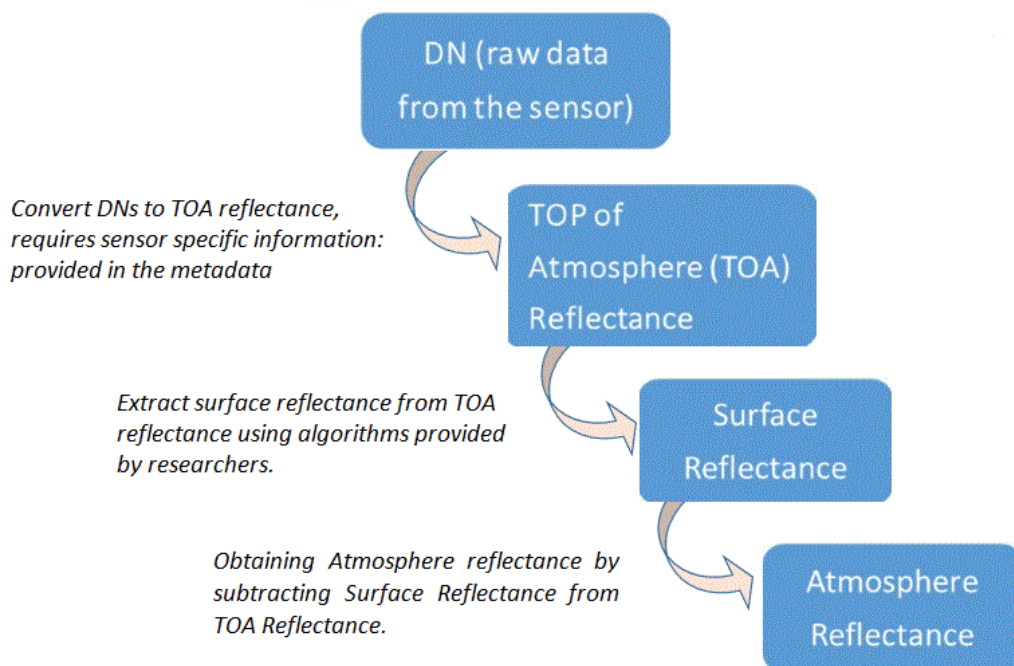 DN (raw data
from the sensor)
Convert DNs to TOA reflectance,
requires sensor specific information:
provided in the metadata
TOP of
Atmosphere (TOA)
Reflectance
Extract surface reflectance from TOA
reflectance using algorithms provided
by researchers.
Surface
Reflectance
Obtaining Atmosphere reflectance by
subtracting Surface Reflectance from
TOA Reflectance.
Atmosphere
Reflectance